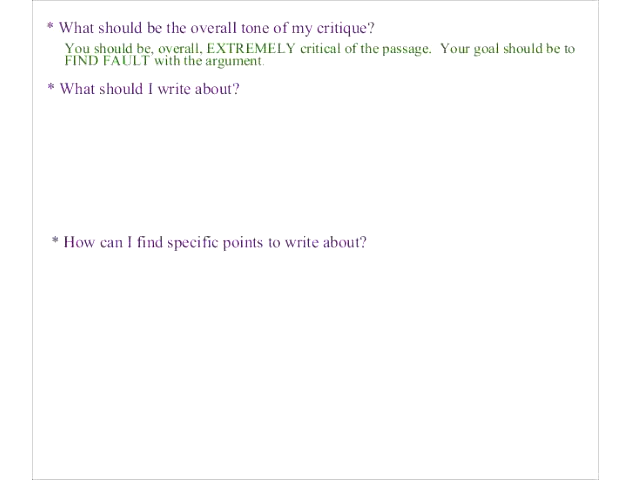 * What should be the overall tone of my critique?
You should be, overall, EXTREMELY critical of the passage. Your goal should be to
FIND FAULT with the argument.
* What should I write about?
* How can I find specific points to write about?